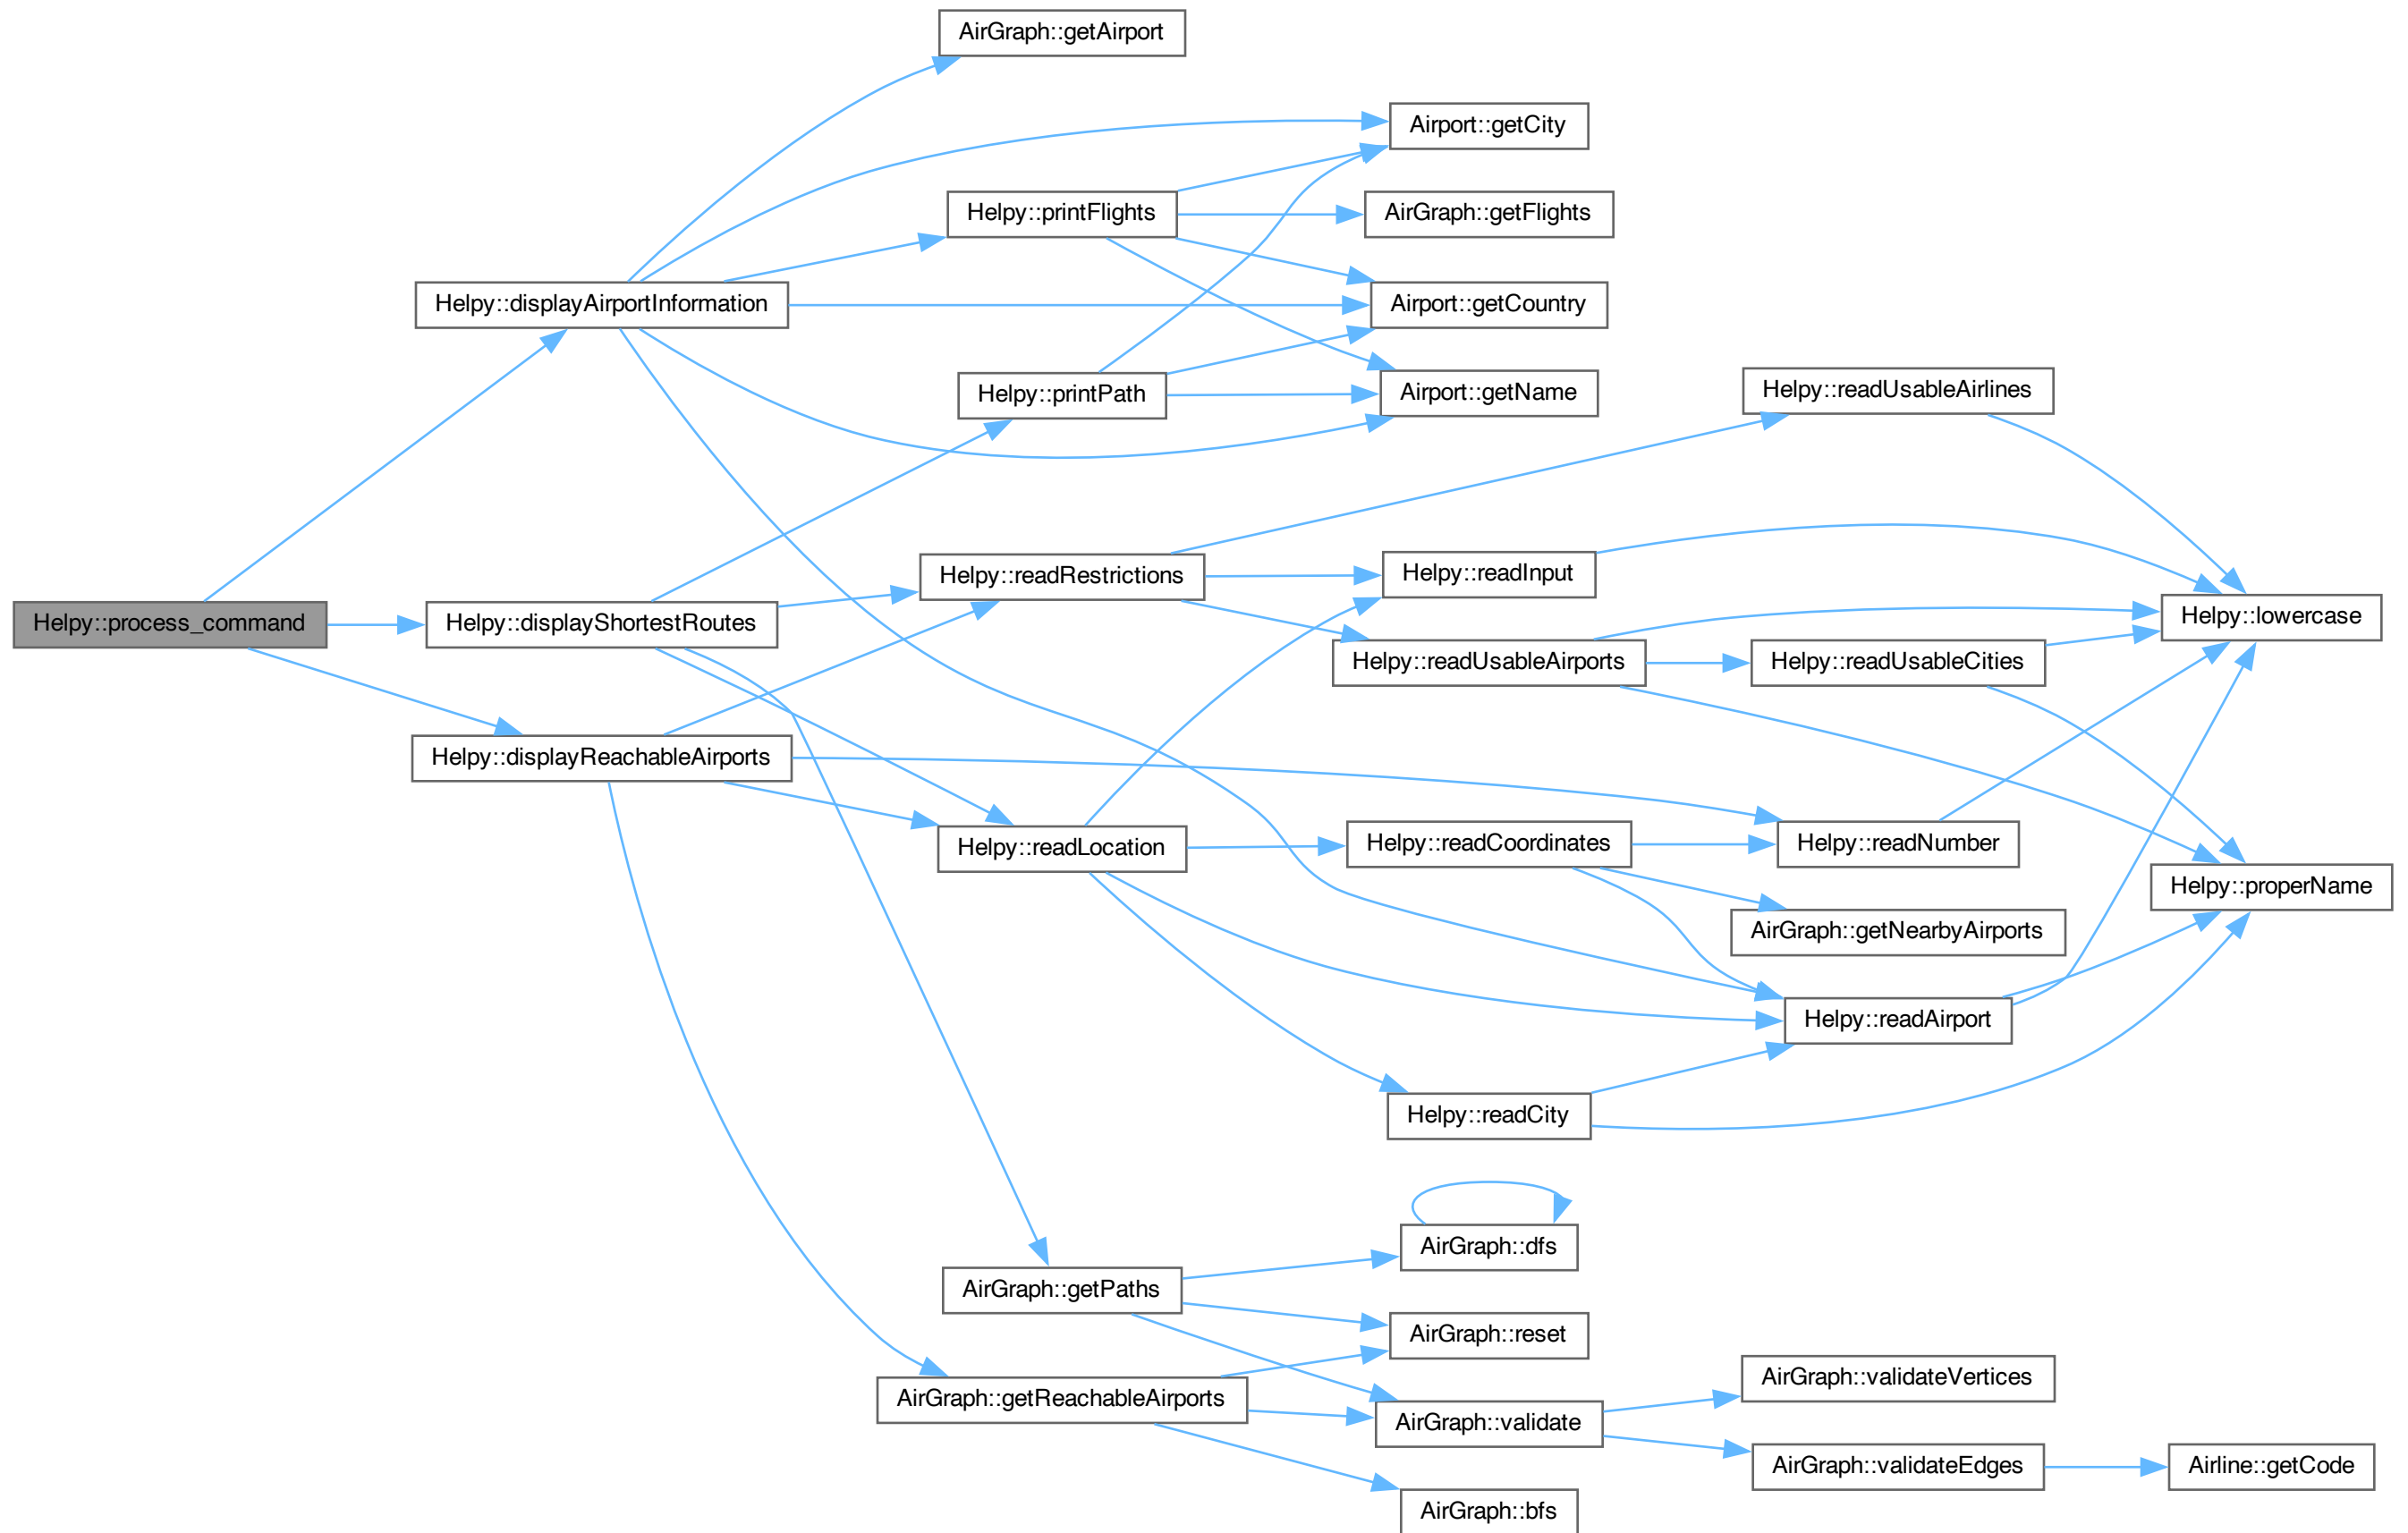 AirGraph::getAirport
Airport::getCity
Helpy::printFlights
AirGraph::getFlights
Helpy::displayAirportInformation
Airport::getCountry
Helpy::printPath
Airport::getName
Helpy::readUsableAirlines
Helpy::readRestrictions
Helpy::readInput
Helpy::process_command
Helpy::displayShortestRoutes
Helpy::lowercase
Helpy::readUsableAirports
Helpy::readUsableCities
Helpy::displayReachableAirports
Helpy::readLocation
Helpy::readCoordinates
Helpy::readNumber
Helpy::properName
AirGraph::getNearbyAirports
Helpy::readAirport
Helpy::readCity
AirGraph::dfs
AirGraph::getPaths
AirGraph::reset
AirGraph::validateVertices
AirGraph::getReachableAirports
AirGraph::validate
AirGraph::validateEdges
Airline::getCode
AirGraph::bfs